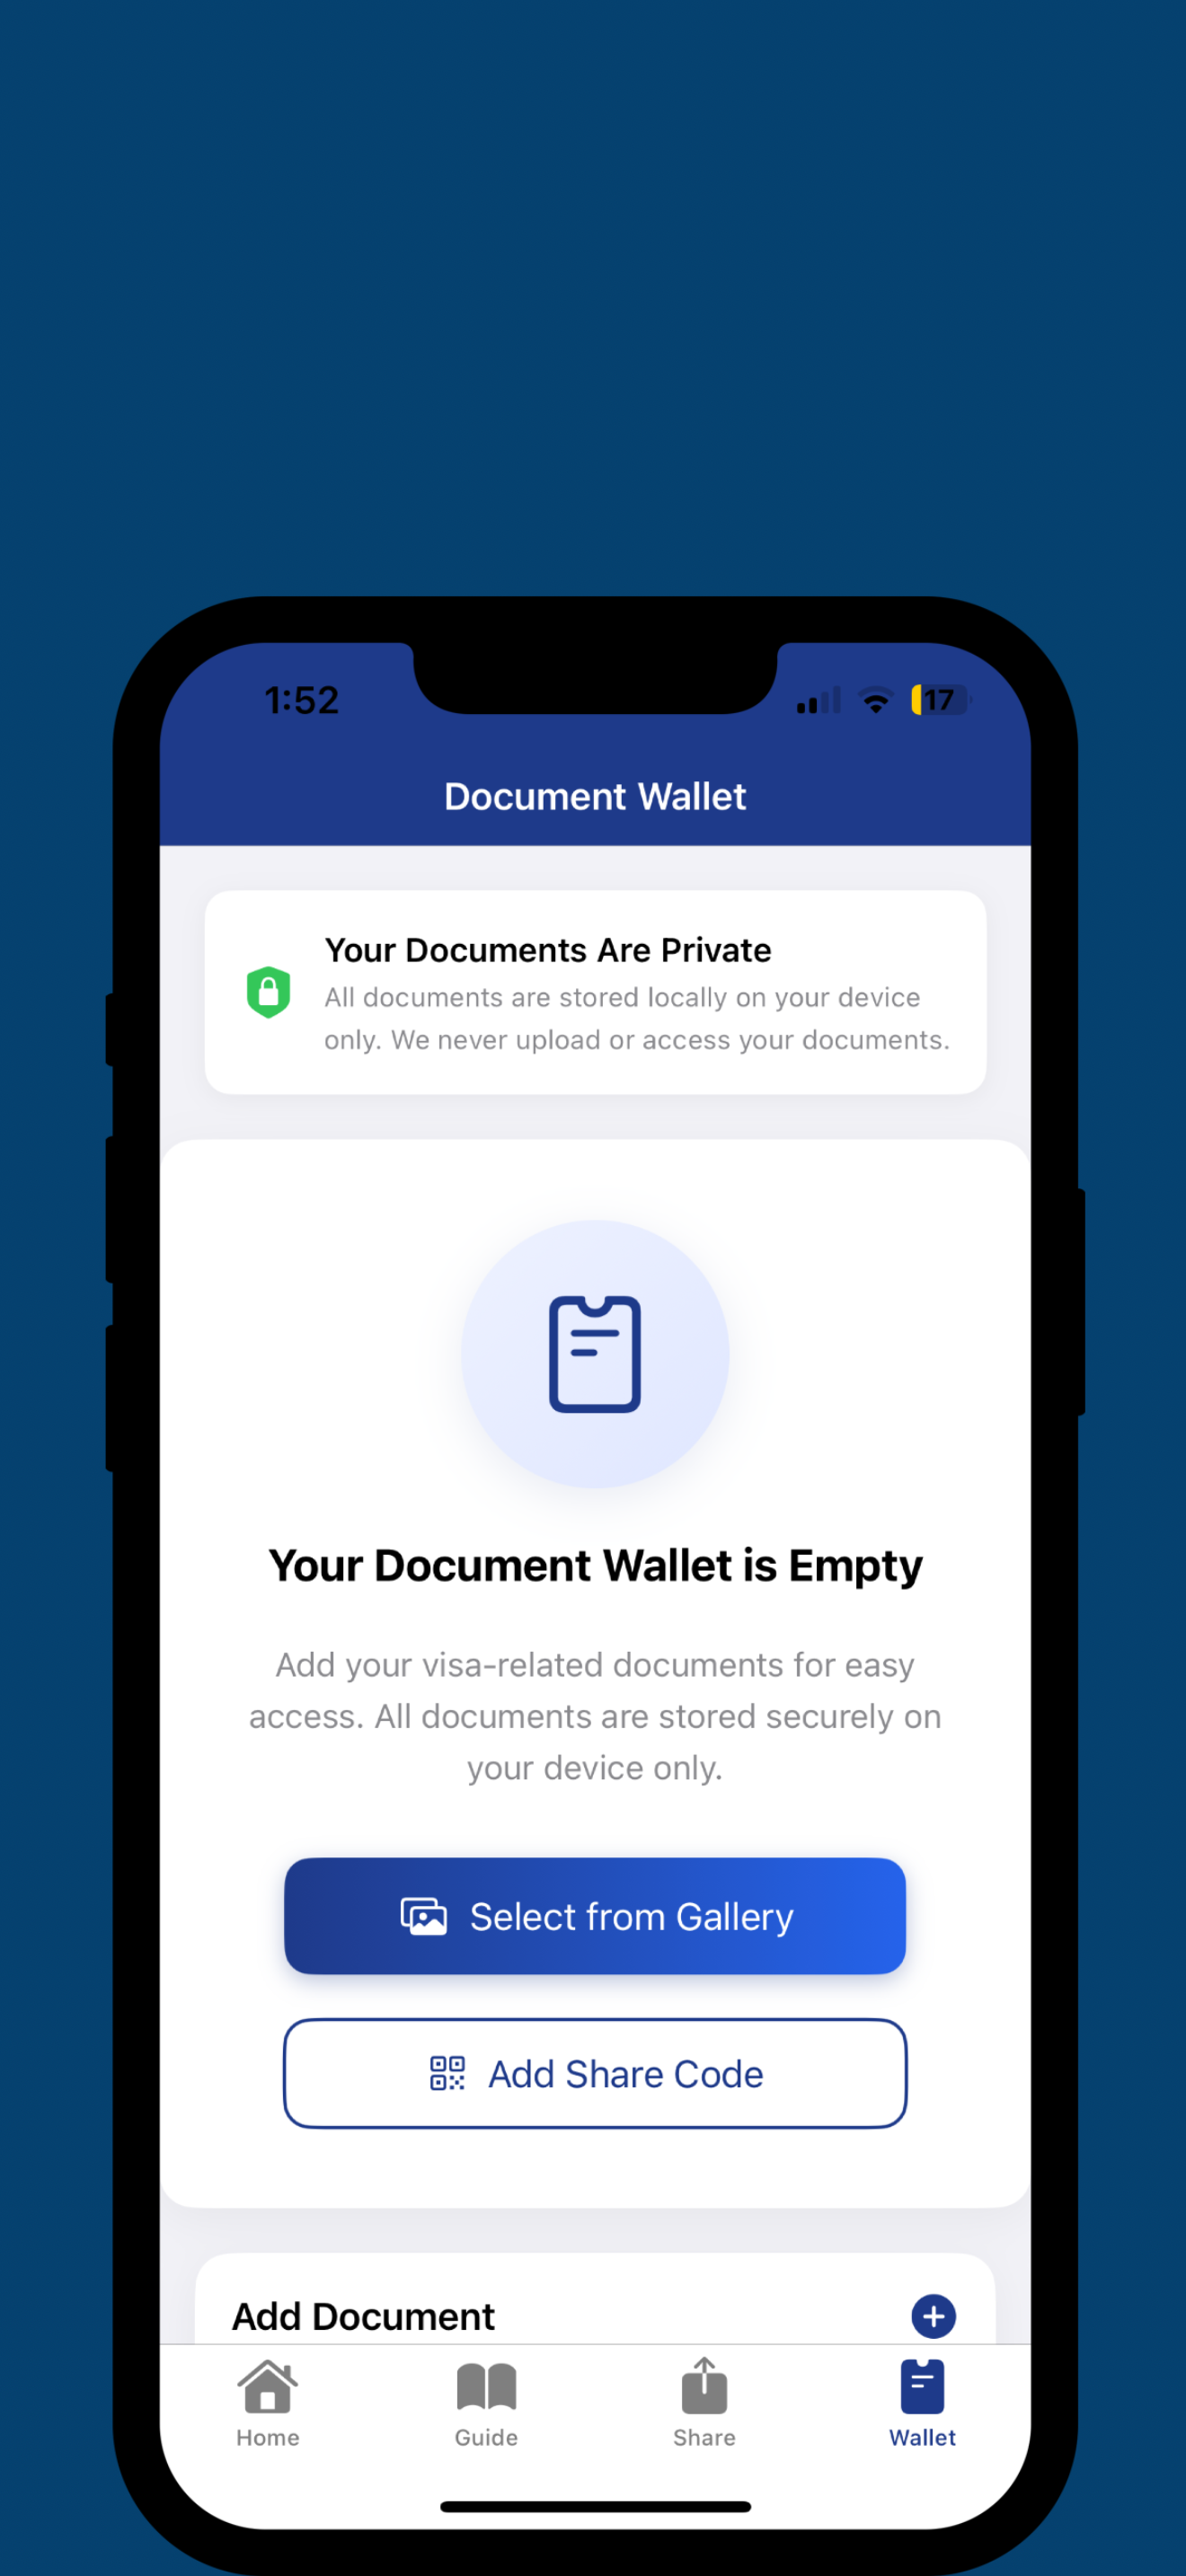 1:52
17
Document Wallet
Your Documents Are Private
All documents are stored locally on your device
only. We never upload or access your documents.
Your Document Wallet is Empty
Add your visa-related documents for easy
access. All documents are stored securely on
your device only.
Select from Gallery
Add Share Code
Add Document
Home
Guide
Share
Wallet